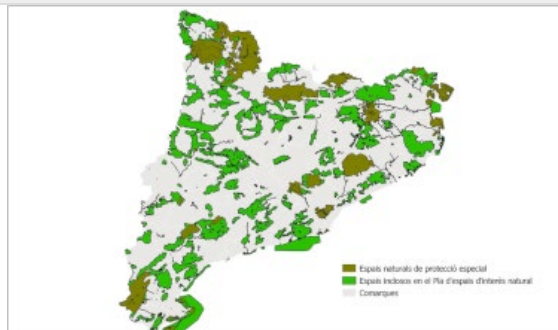 Espais naturals de protecció especial
Espais inclosos en el Pla d'espais d'interès natural
Comarques